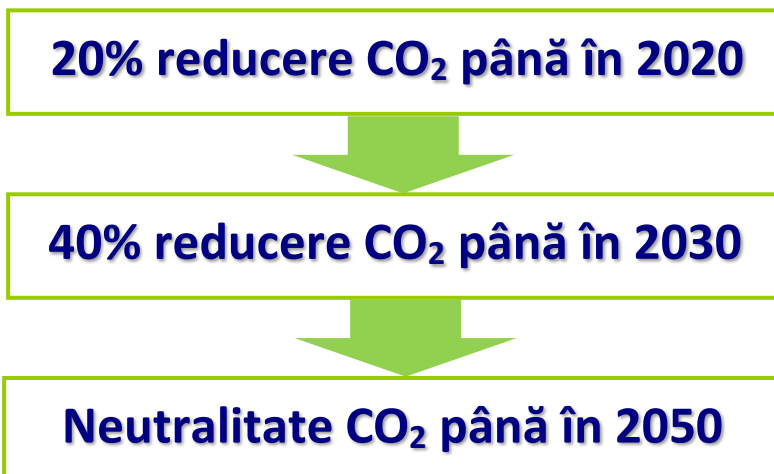 20% reducere CO₂ până în 2020
40% reducere CO₂ până în 2030
Neutralitate CO₂ până în 2050